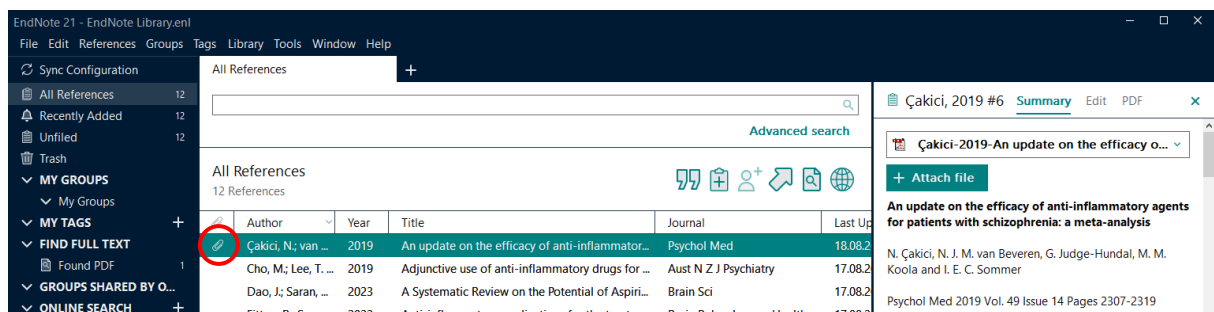 EndNote 21 - EndNote Library.enl
File Edit References Groups Tags Library Tools Window Help
Sync Configuration
All References 12
Recently Added 12
Unfiled 12
Trash
MY GROUPS
My Groups
MY TAGS +
FIND FULL TEXT
Found PDF 1
GROUPS SHARED BY O...
ONLINE SEARCH +
All References +
Advanced search
All References
12 References
Author Year Title Journal Last Up
Çakici, N.; van ... 2019 An update on the efficacy of anti-inflammator... Psychol Med 18.08.2
Cho, M.; Lee, T. ... 2019 Adjunctive use of anti-inflammatory drugs for ... Aust N Z J Psychiatry 17.08.2
Dao, J.; Saran, ... 2023 A Systematic Review on the Potential of Aspiri... Brain Sci 17.08.2
Çakici, 2019 #6 Summary Edit PDF
Çakici-2019-An update on the efficacy o...
+ Attach file
An update on the efficacy of anti-inflammatory agents
for patients with schizophrenia: a meta-analysis
N. Çakici, N. J. M. van Beveren, G. Judge-Hundal, M. M.
Koola and I. E. C. Sommer
Psychol Med 2019 Vol. 49 Issue 14 Pages 2307-2319